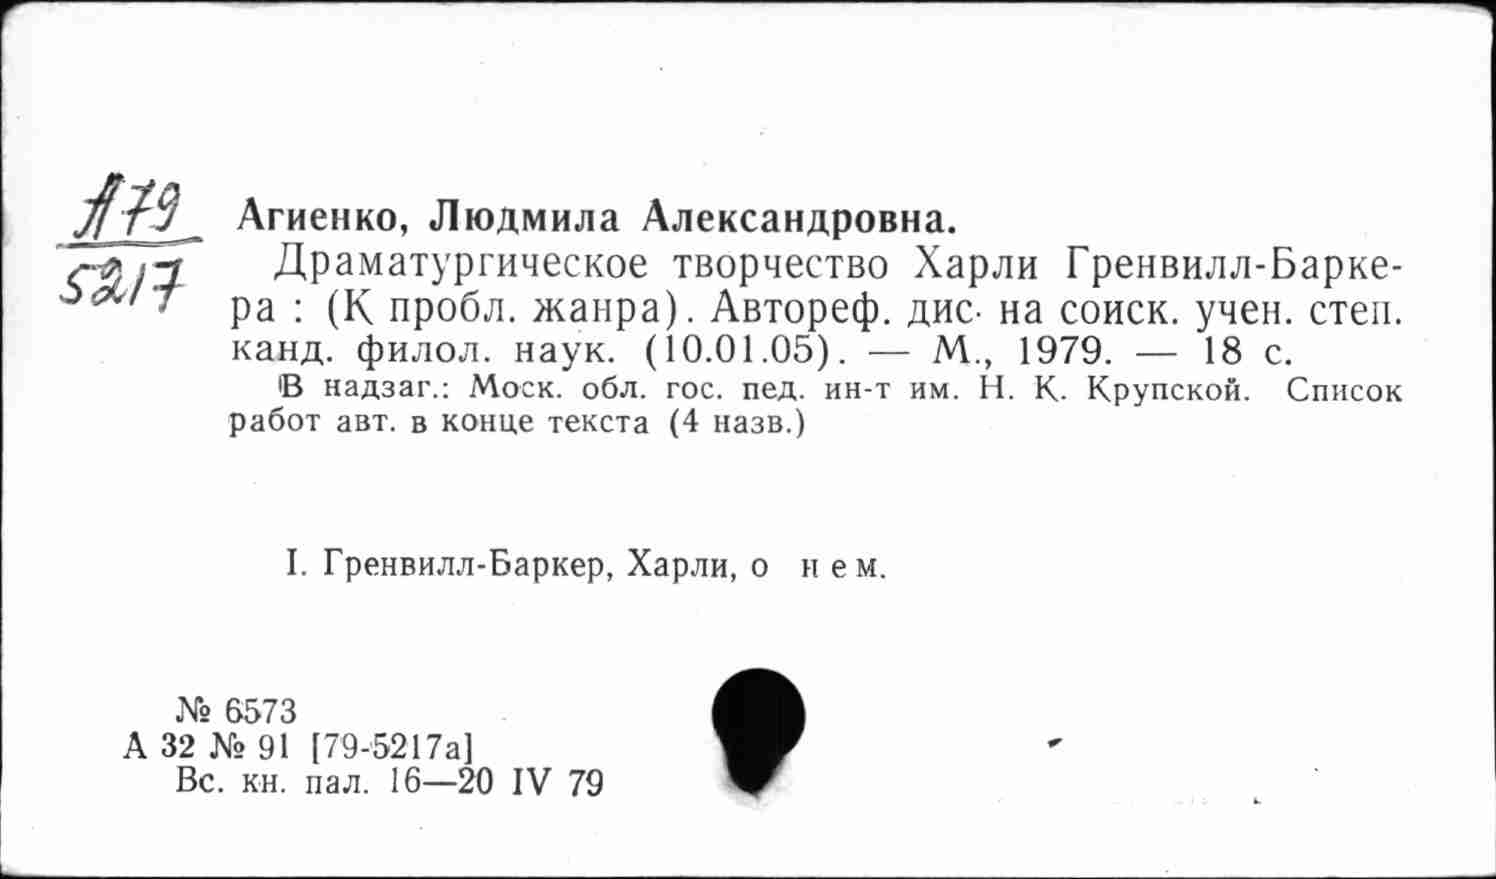 А79
5217
Агиенко, Людмила Александровна.
Драматургическое творчество Харли Гренвилл-Барке-
ра : (К пробл. жанра). Автореф. дис. на соиск. учен. степ.
канд. филол. наук. (10.01.05). — М., 1979. — 18 с.
В надзаг.: Моск. обл. гос. пед. ин-т им. Н. К. Крупской. Список
работ авт. в конце текста (4 назв.)
I. Гренвилл-Баркер, Харли, о нем.
№ 6573
А 32 № 91 [79-5217а]
Вс. кн. пал. 16—20 IV 79